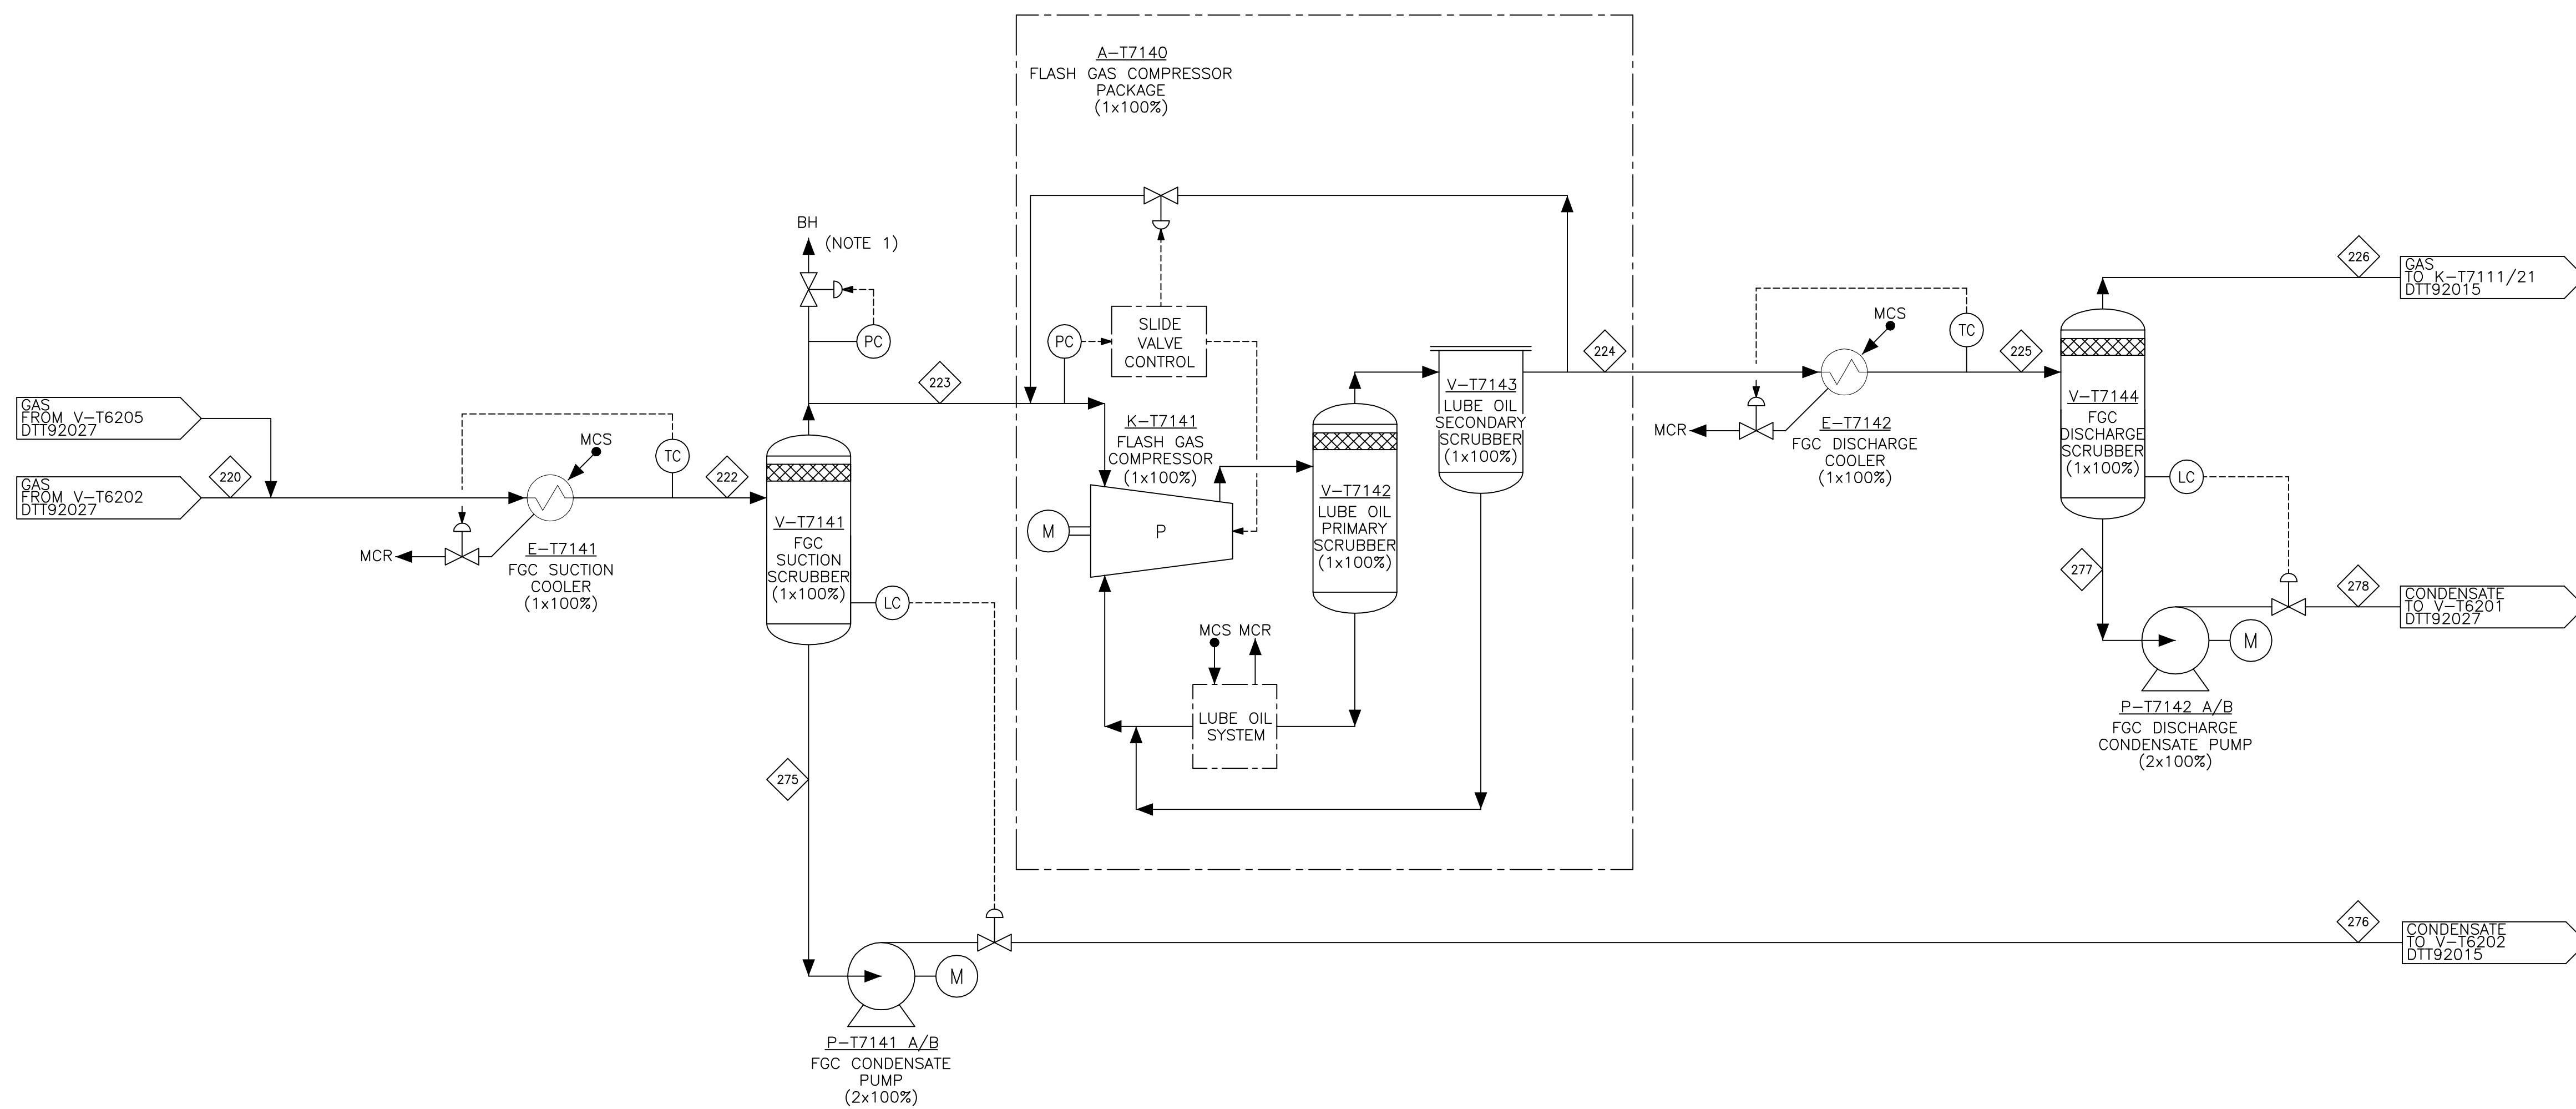 A-T7140
FLASH GAS COMPRESSOR
PACKAGE
(1x100%)
BH
(NOTE 1)
PC
223
GAS
FROM V-T6205
DTT92027
GAS
FROM V-T6202
DTT92027
220
MCS
TC
222
MCR
E-T7141
FGC SUCTION
COOLER
(1x100%)
V-T7141
FGC
SUCTION
SCRUBBER
(1x100%)
LC
275
M
P-T7141 A/B
FGC CONDENSATE
PUMP
(2x100%)
PC
SLIDE
VALVE
CONTROL
K-T7141
FLASH GAS
COMPRESSOR
(1x100%)
M
P
V-T7142
LUBE OIL
PRIMARY
SCRUBBER
(1x100%)
V-T7143
LUBE OIL
SECONDARY
SCRUBBER
(1x100%)
MCS MCR
LUBE OIL
SYSTEM
224
MCS
TC
225
MCR
E-T7142
FGC DISCHARGE
COOLER
(1x100%)
V-T7144
FGC
DISCHARGE
SCRUBBER
(1x100%)
LC
226
GAS
TO K-T7111/21
DTT92015
277
278
CONDENSATE
TO V-T6201
DTT92027
M
P-T7142 A/B
FGC DISCHARGE
CONDENSATE PUMP
(2x100%)
276
CONDENSATE
TO V-T6202
DTT92015